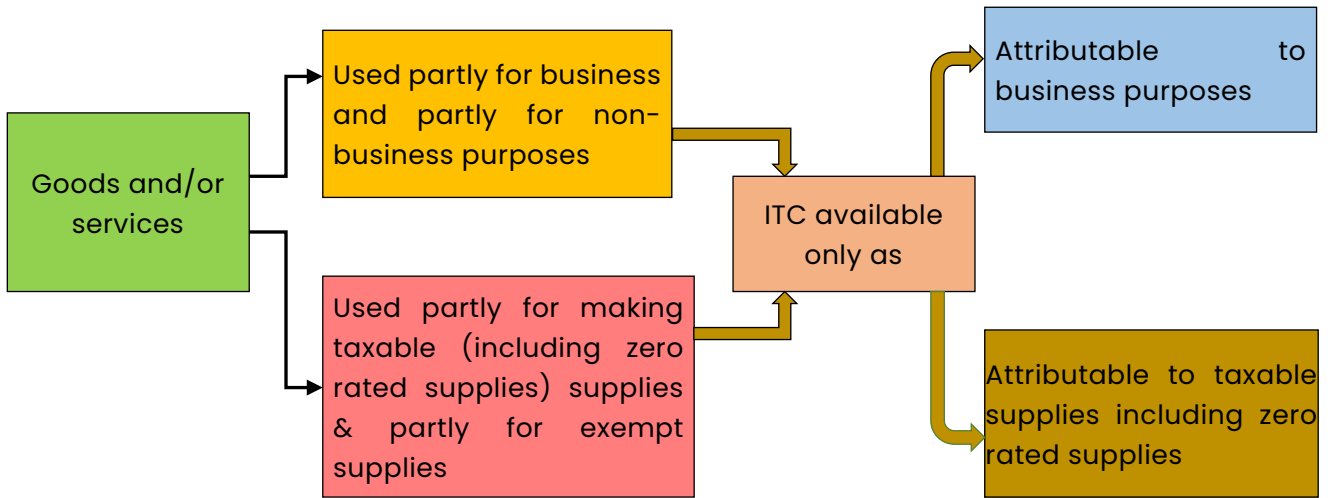 Goods and/or
services
Used partly for business
and partly for non-
business purposes
Used partly for making
taxable (including zero
rated supplies) supplies
& partly for exempt
supplies
ITC available
only as
Attributable to
business purposes
Attributable to taxable
supplies including zero
rated supplies